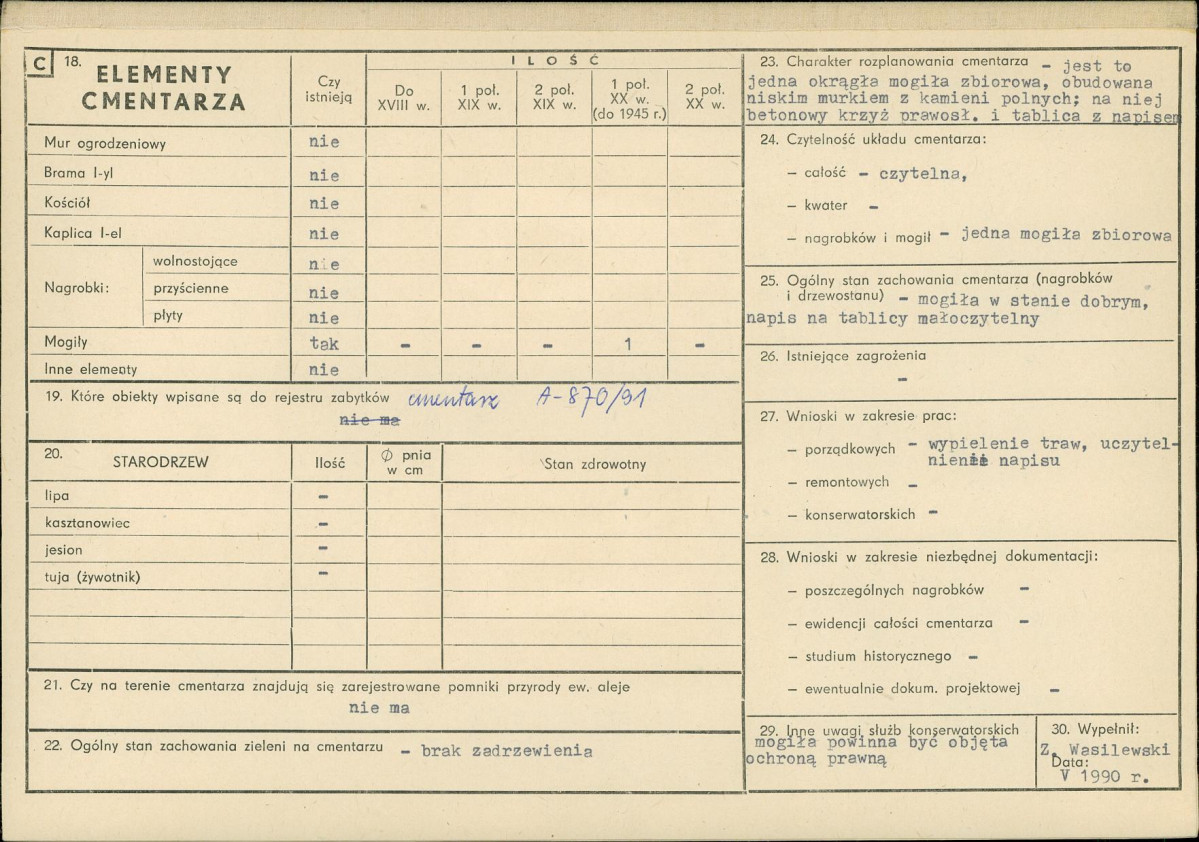 C 18. ELEMENTY CMENTARZA
Czy istnieją
I L O Ś Ć
Do XVIII w.
1 poł. XIX w.
2 poł. XIX w.
1 poł. XX w. (do 1945 r.)
2 poł. XX w.
Mur ogrodzeniowy nie
Brama I-yl nie
Kościół nie
Kaplica I-el nie
Nagrobki:
wolnostojące nie
przyścienne nie
płyty nie
Mogiły tak - - - 1 -
Inne elementy nie
19. Które obiekty wpisane są do rejestru zabytków cmentarz A-870/91
nie ma
20. STARODRZEW Ilość Ø pnia w cm Stan zdrowotny
lipa -
kasztanowiec -
jesion -
tuja (żywotnik) -
21. Czy na terenie cmentarza znajdują się zarejestrowane pomniki przyrody ew. aleje
nie ma
22. Ogólny stan zachowania zieleni na cmentarzu - brak zadrzewienia
23. Charakter rozplanowania cmentarza - jest to
jedna okrągła mogiła zbiorowa, obudowana
niskim murkiem z kamieni polnych; na niej
betonowy krzyż prawosł. i tablica z napisem
24. Czytelność układu cmentarza:
– całość - czytelna,
– kwater -
– nagrobków i mogił - jedna mogiła zbiorowa
25. Ogólny stan zachowania cmentarza (nagrobków
i drzewostanu) - mogiła w stanie dobrym,
napis na tablicy małoczytelny
26. Istniejące zagrożenia
-
27. Wnioski w zakresie prac:
– porządkowych - wypielenie traw, uczytel-
nienie napisu
– remontowych -
– konserwatorskich -
28. Wnioski w zakresie niezbędnej dokumentacji:
– poszczególnych nagrobków -
– ewidencji całości cmentarza -
– studium historycznego -
– ewentualnie dokum. projektowej -
29. Inne uwagi służb konserwatorskich
mogiła powinna być objęta
ochroną prawną
30. Wypełnił:
Z. Wasilewski
Data:
V 1990 r.